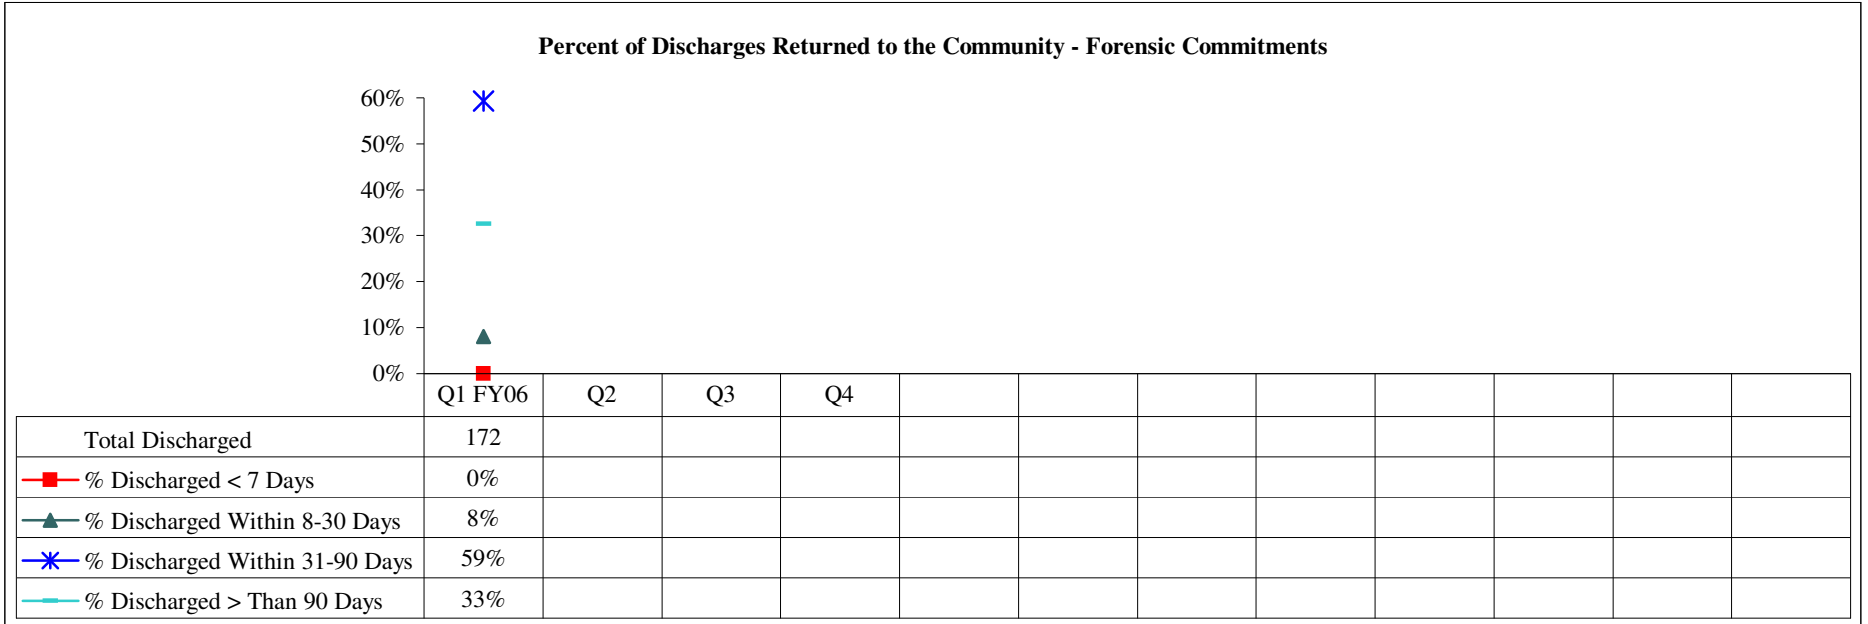 Percent of Discharges Returned to the Community - Forensic Commitments
60%
50%
40%
30%
20%
10%
0%
Q1 FY06 Q2 Q3 Q4
Total Discharged 172
% Discharged < 7 Days 0%
% Discharged Within 8-30 Days 8%
% Discharged Within 31-90 Days 59%
% Discharged > Than 90 Days 33%